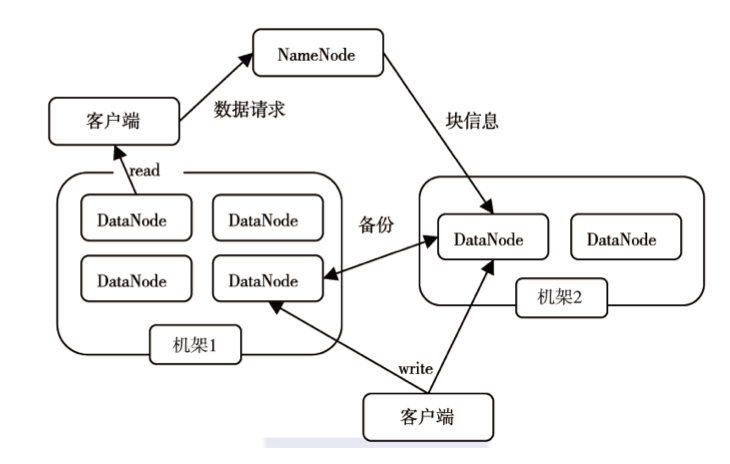 NameNode
客户端
数据请求
块信息
read
DataNode
DataNode
DataNode
DataNode
机架1
备份
DataNode
DataNode
机架2
write
客户端